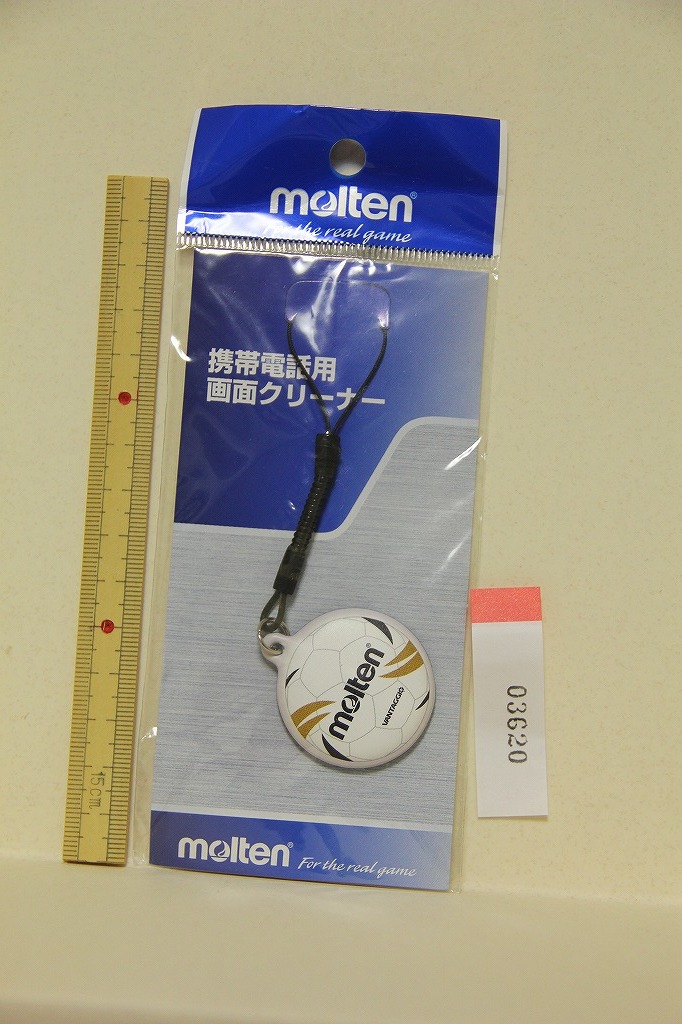 molten®
For the real game
携帯電話用
画面クリーナー
molten®
VANTAGGIO
03620
15cm
molten®
For the real game